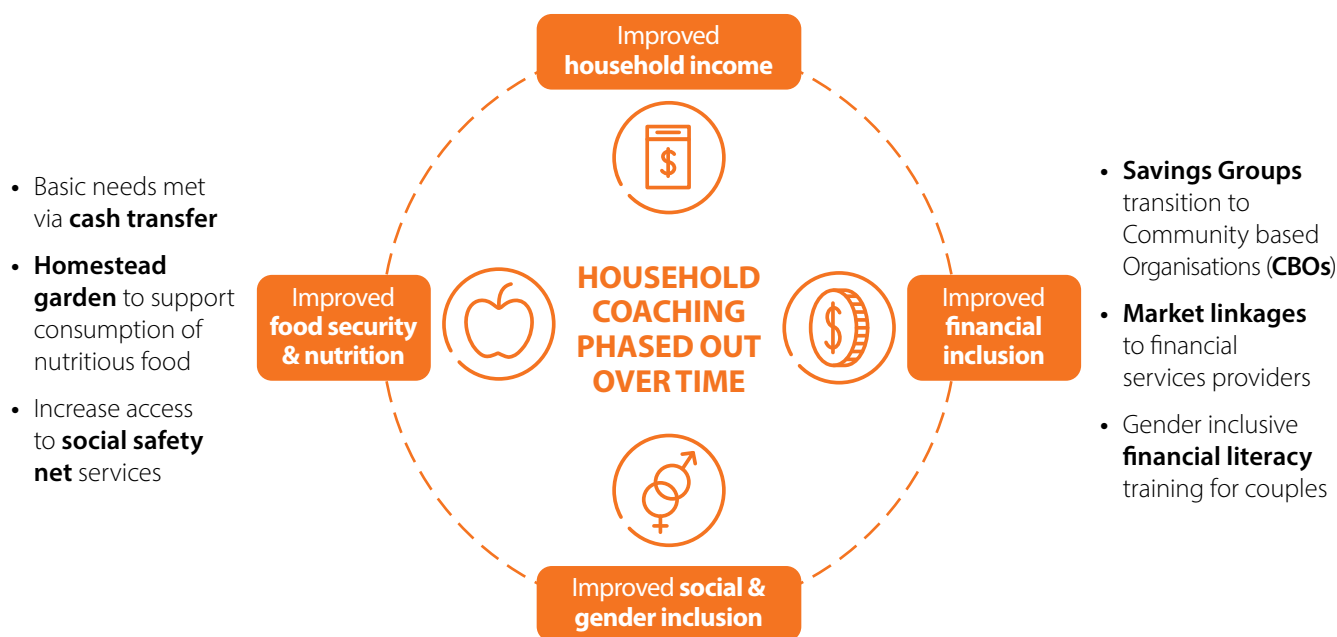 Improved
household income
• Basic needs met
via cash transfer
• Homestead
garden to support
consumption of
nutritious food
• Increase access
to social safety
net services
Improved
food security
& nutrition
HOUSEHOLD
COACHING
PHASED OUT
OVER TIME
Improved
financial
inclusion
• Savings Groups
transition to
Community based
Organisations (CBOs)
• Market linkages
to financial
services providers
• Gender inclusive
financial literacy
training for couples
Improved social &
gender inclusion